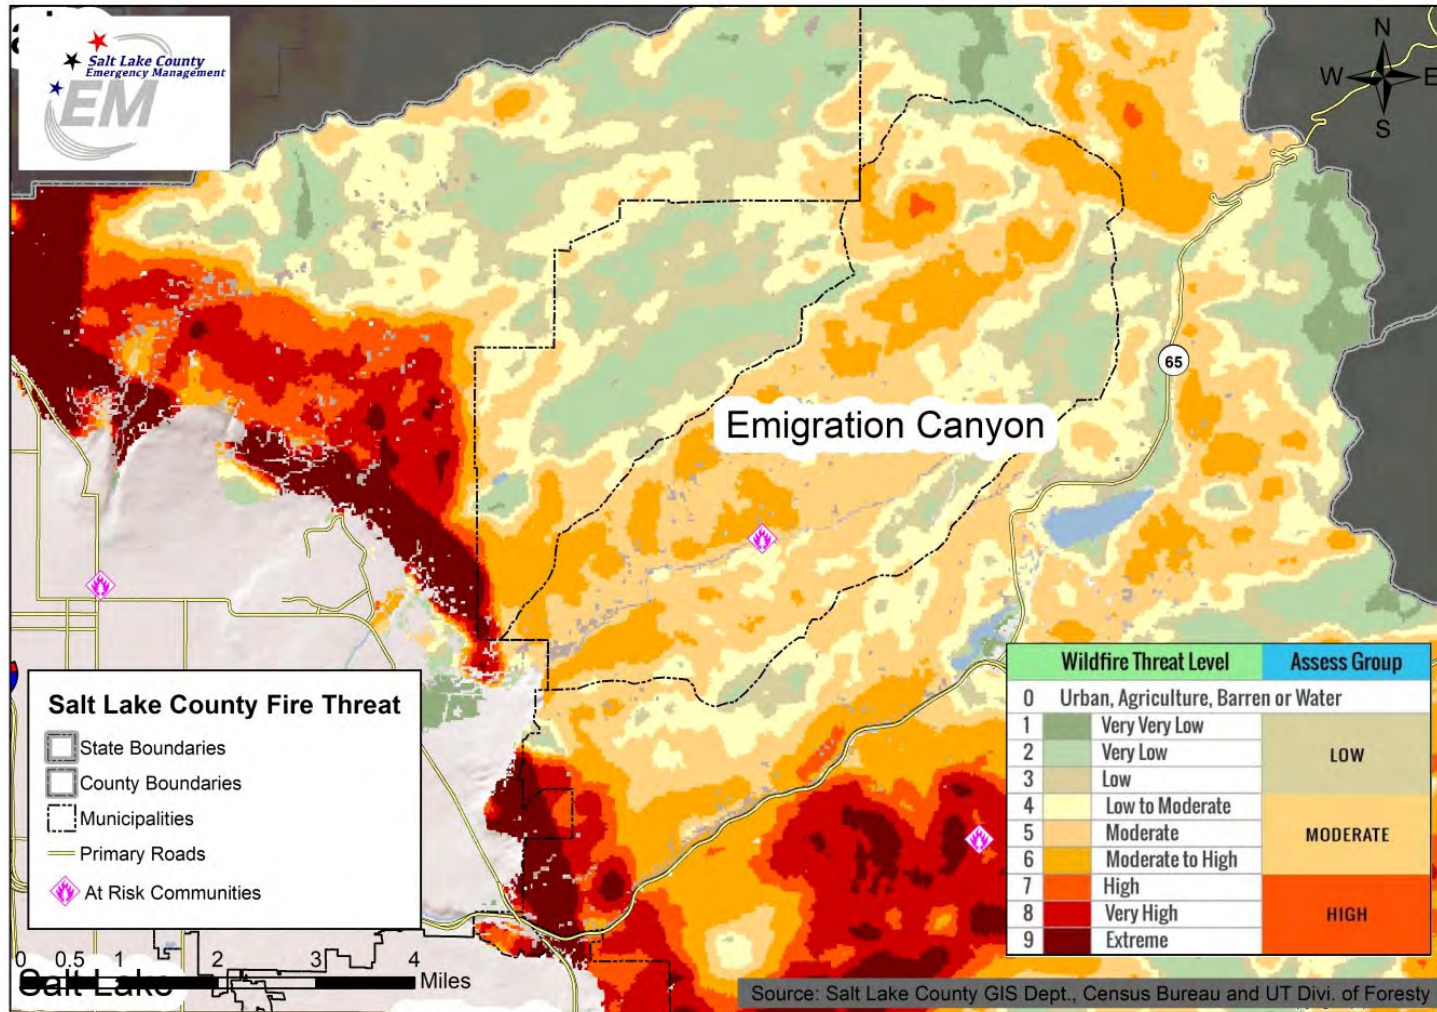 Salt Lake County
Emergency Management
EM
N
W E
S
65
Emigration Canyon
Salt Lake County Fire Threat
State Boundaries
County Boundaries
Municipalities
Primary Roads
At Risk Communities
Wildfire Threat Level Assess Group
0 Urban, Agriculture, Barren or Water
1 Very Very Low
2 Very Low
3 Low
LOW
4 Low to Moderate
5 Moderate
6 Moderate to High
MODERATE
7 High
8 Very High
9 Extreme
HIGH
0 0.5 1 2 3 4
Miles
Salt Lake
Source: Salt Lake County GIS Dept., Census Bureau and UT Divi. of Foresty